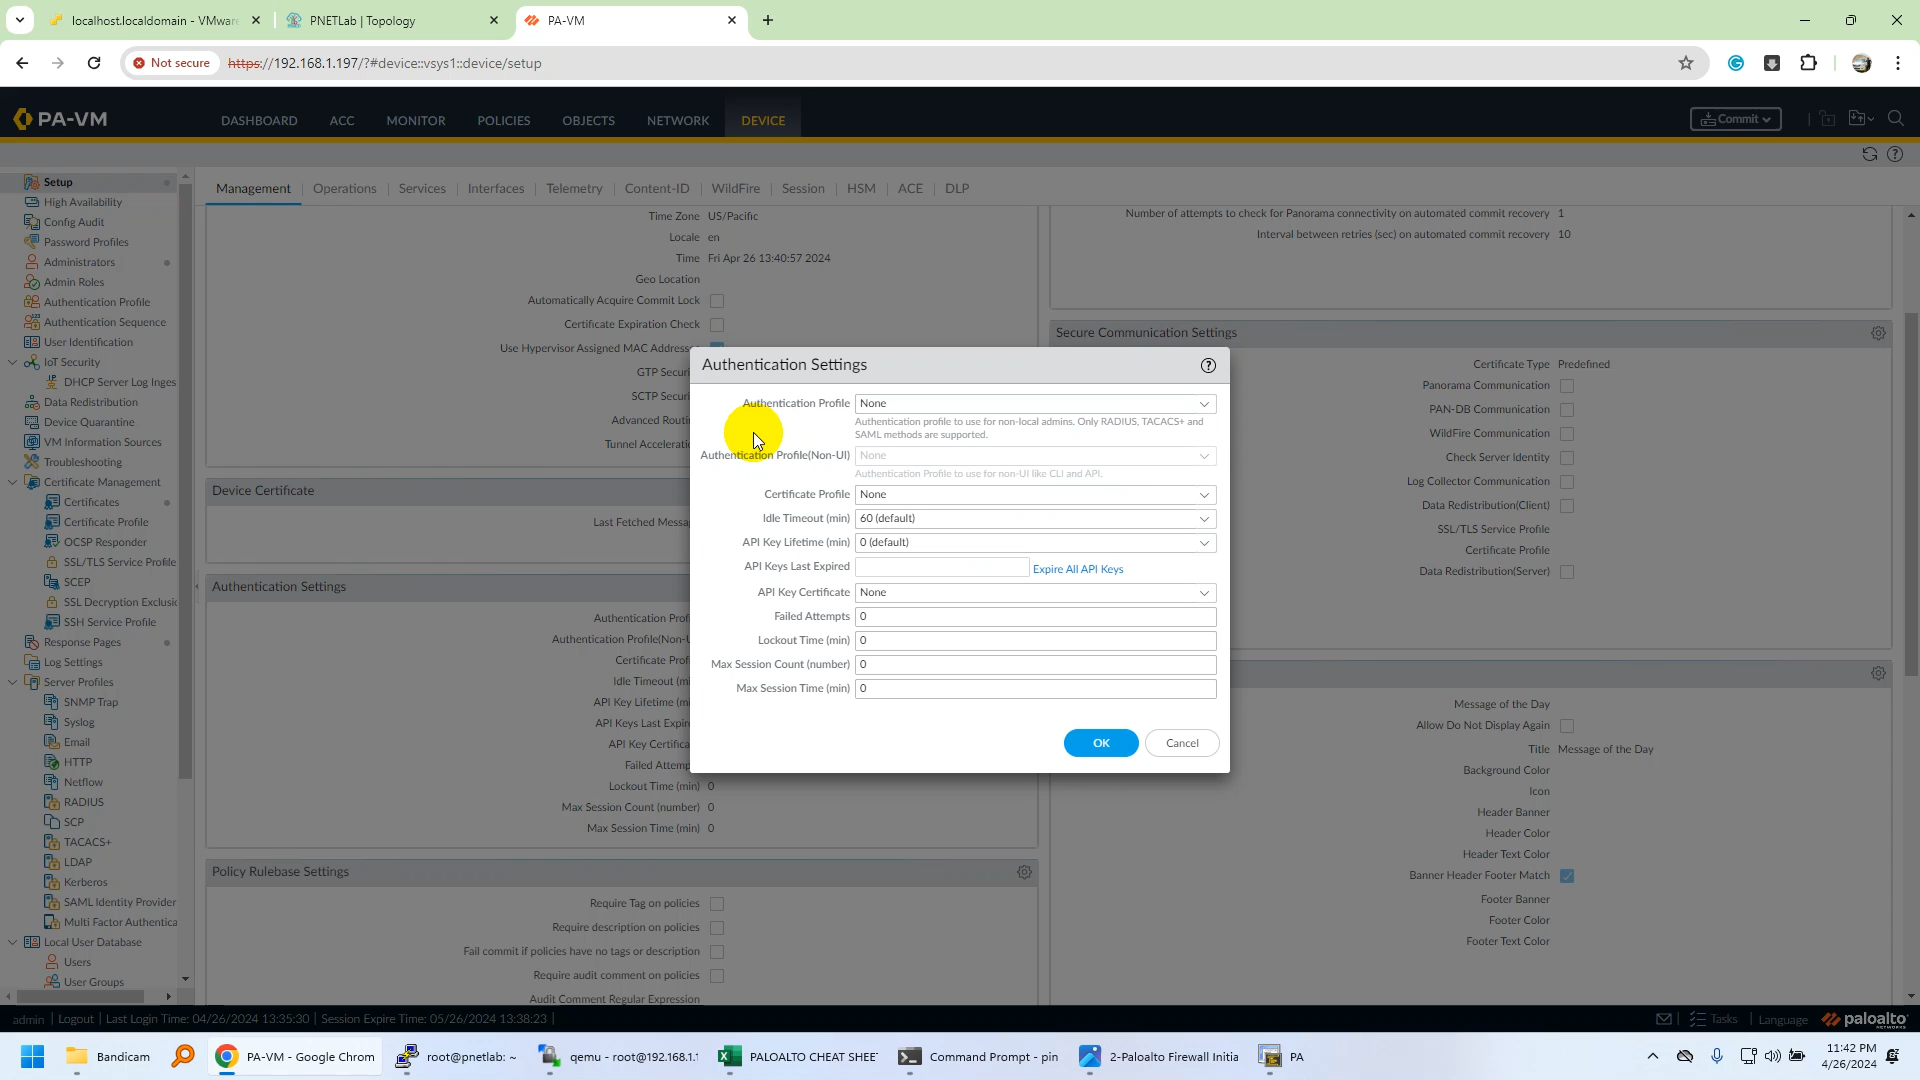 localhost.localdomain - VMware
PNETLab | Topology
PA-VM
Not secure
https://192.168.1.197/?#device::vsys1::device/setup
PA-VM
DASHBOARD
ACC
MONITOR
POLICIES
OBJECTS
NETWORK
DEVICE
Commit
Setup
High Availability
Config Audit
Password Profiles
Administrators
Admin Roles
Authentication Profile
Authentication Sequence
User Identification
IoT Security
DHCP Server Log Inges
Data Redistribution
Device Quarantine
VM Information Sources
Troubleshooting
Certificate Management
Certificates
Certificate Profile
OCSP Responder
SSL/TLS Service Profile
SCEP
SSL Decryption Exclusio
SSH Service Profile
Response Pages
Log Settings
Server Profiles
SNMP Trap
Syslog
Email
HTTP
Netflow
RADIUS
SCP
TACACS+
LDAP
Kerberos
SAML Identity Provider
Multi Factor Authentica
Local User Database
Users
User Groups
Management
Operations
Services
Interfaces
Telemetry
Content-ID
WildFire
Session
HSM
ACE
DLP
Time Zone US/Pacific
Locale en
Time Fri Apr 26 13:40:57 2024
Geo Location
Automatically Acquire Commit Lock
Certificate Expiration Check
Use Hypervisor Assigned MAC Addresse
GTP Securi
SCTP Securi
Advanced Routi
Tunnel Accelerati
Device Certificate
Last Fetched Messa
Authentication Settings
Authentication Profi
Authentication Profile(Non-U
Certificate Profi
Idle Timeout (mi
API Key Lifetime (mi
API Keys Last Expir
API Key Certifica
Failed Attemp
Lockout Time (min) 0
Max Session Count (number) 0
Max Session Time (min) 0
Policy Rulebase Settings
Require Tag on policies
Require description on policies
Fail commit if policies have no tags or description
Require audit comment on policies
Audit Comment Regular Expression
Number of attempts to check for Panorama connectivity on automated commit recovery 1
Interval between retries (sec) on automated commit recovery 10
Secure Communication Settings
Certificate Type Predefined
Panorama Communication
PAN-DB Communication
WildFire Communication
Check Server Identity
Log Collector Communication
Data Redistribution(Client)
SSL/TLS Service Profile
Certificate Profile
Data Redistribution(Server)
Message of the Day
Allow Do Not Display Again
Title Message of the Day
Background Color
Icon
Header Banner
Header Color
Header Text Color
Banner Header Footer Match
Footer Banner
Footer Color
Footer Text Color
Authentication Settings
Authentication Profile None
Authentication profile to use for non-local admins. Only RADIUS, TACACS+ and
SAML methods are supported.
Authentication Profile(Non-UI) None
Authentication Profile to use for non-UI like CLI and API.
Certificate Profile None
Idle Timeout (min) 60 (default)
API Key Lifetime (min) 0 (default)
API Keys Last Expired Expire All API Keys
API Key Certificate None
Failed Attempts 0
Lockout Time (min) 0
Max Session Count (number) 0
Max Session Time (min) 0
OK
Cancel
admin | Logout | Last Login Time: 04/26/2024 13:35:30 | Session Expire Time: 05/26/2024 13:38:23 |
Tasks | Language
paloalto
NETWORKS
Bandicam
PA-VM - Google Chrom
root@pnetlab: ~
qemu - root@192.168.1.1
PALOALTO CHEAT SHEE
Command Prompt - pin
2-Paloalto Firewall Initia
PA
11:42 PM
4/26/2024